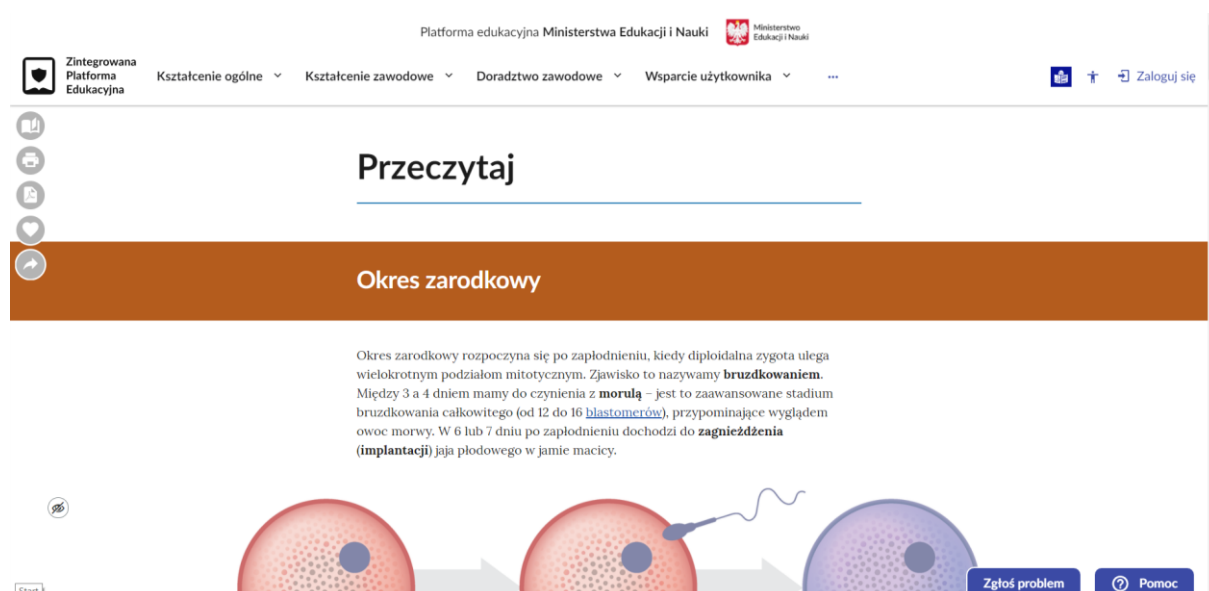 Platforma edukacyjna Ministerstwa Edukacji i Nauki
Ministerstwo
Edukacji i Nauki
Zintegrowana
Platforma
Edukacyjna
Kształcenie ogólne
Kształcenie zawodowe
Doradztwo zawodowe
Wsparcie użytkownika
...
Zaloguj się
Przeczytaj
Okres zarodkowy
Okres zarodkowy rozpoczyna się po zapłodnieniu, kiedy diploidalna zygota ulega
wielokrotnym podziałom mitotycznym. Zjawisko to nazywamy bruzdkowaniem.
Między 3 a 4 dniem mamy do czynienia z morulą – jest to zaawansowane stadium
bruzdkowania całkowitego (od 12 do 16 blastomerów), przypominające wyglądem
owoc morwy. W 6 lub 7 dniu po zapłodnieniu dochodzi do zagnieżdżenia
(implantacji) jaja płodowego w jamie macicy.
Start
Zgłoś problem
Pomoc